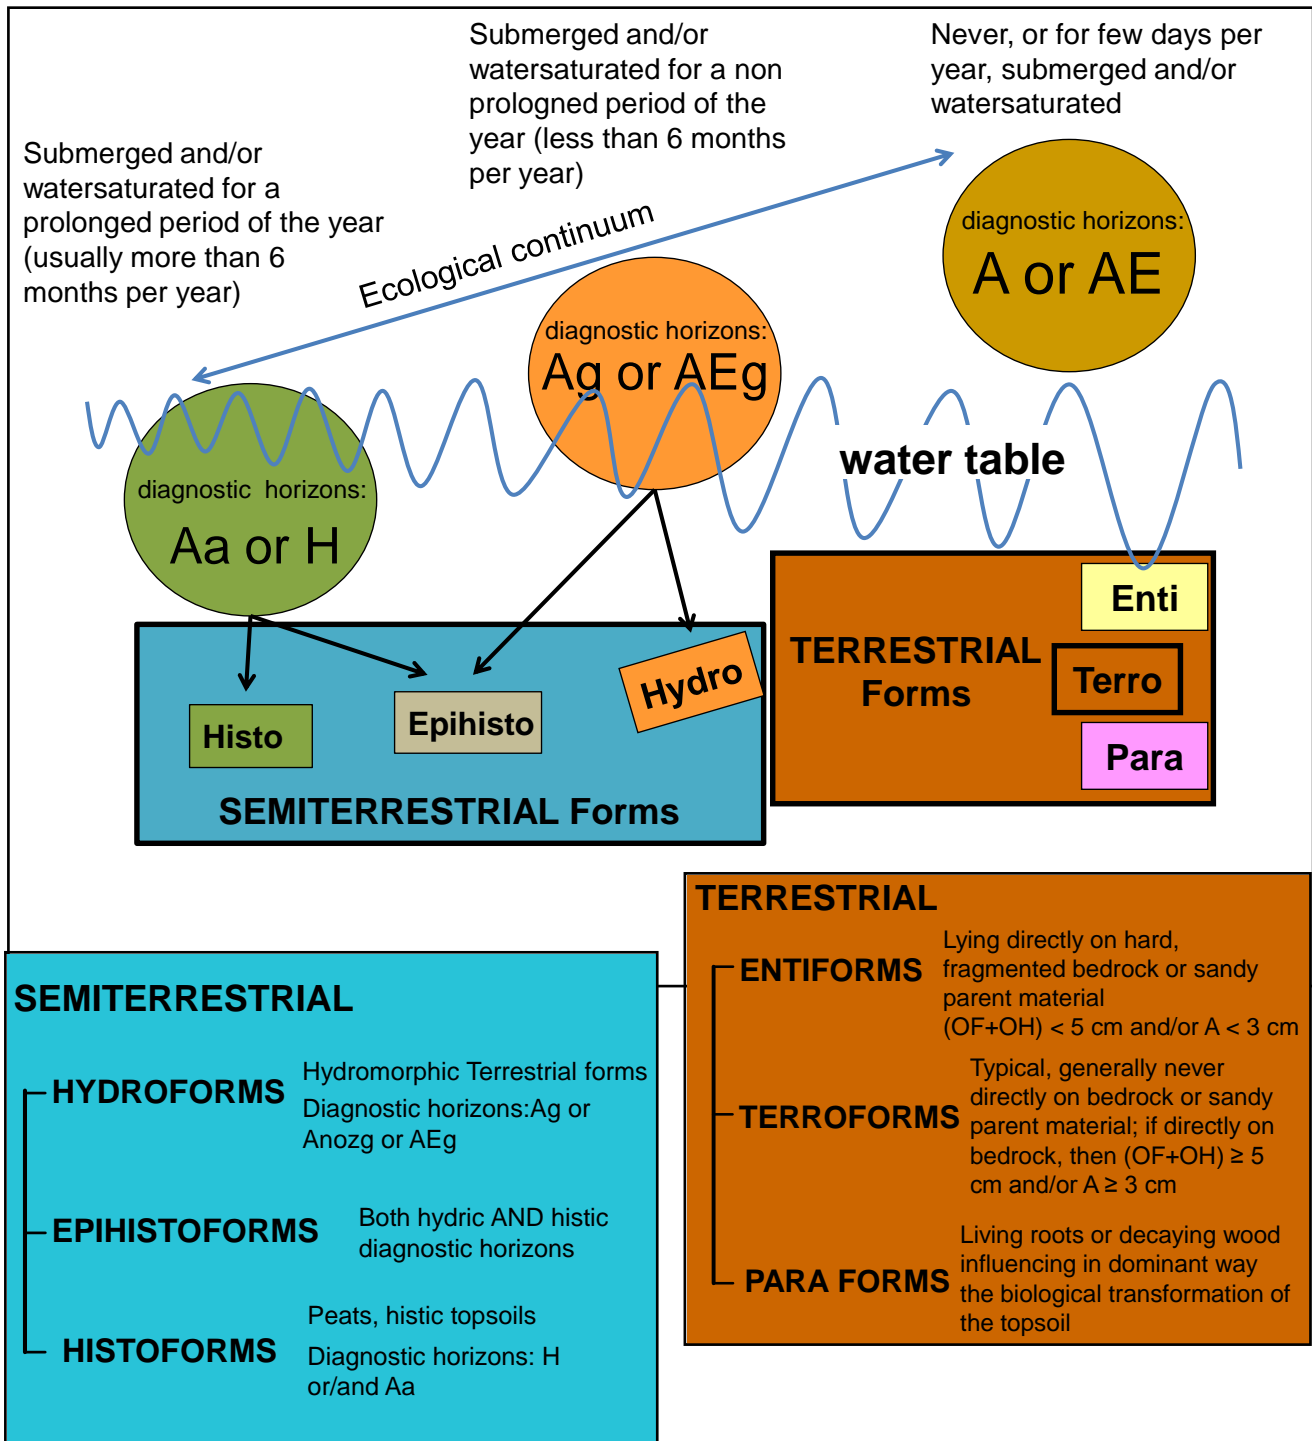 Submerged and/or
watersaturated for a
prolonged period of the year
(usually more than 6
months per year)
Submerged and/or
watersaturated for a non
prologned period of the
year (less than 6 months
per year)
Never, or for few days per
year, submerged and/or
watersaturated
Ecological continuum
diagnostic horizons:
A or AE
diagnostic horizons:
Ag or AEg
diagnostic horizons:
Aa or H
water table
Histo
Epihisto
Hydro
SEMITERRESTRIAL Forms
TERRESTRIAL
Forms
Enti
Terro
Para
SEMITERRESTRIAL
HYDROFORMS
Hydromorphic Terrestrial forms
Diagnostic horizons:Ag or
Anozg or AEg
EPIHISTOFORMS
Both hydric AND histic
diagnostic horizons
HISTOFORMS
Peats, histic topsoils
Diagnostic horizons: H
or/and Aa
TERRESTRIAL
ENTIFORMS
Lying directly on hard,
fragmented bedrock or sandy
parent material
(OF+OH) < 5 cm and/or A < 3 cm
TERROFORMS
Typical, generally never
directly on bedrock or sandy
parent material; if directly on
bedrock, then (OF+OH) ≥ 5
cm and/or A ≥ 3 cm
PARA FORMS
Living roots or decaying wood
influencing in dominant way
the biological transformation of
the topsoil